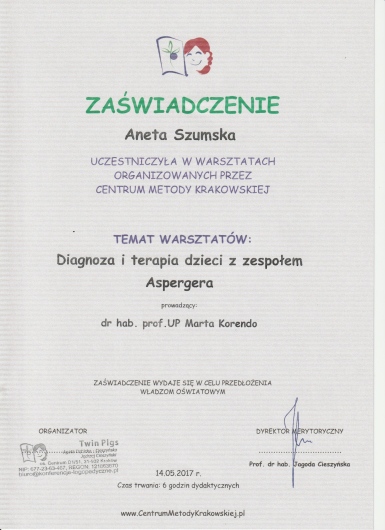 ZAŚWIADCZENIE
Aneta Szumska
UCZESTNICZYŁA W WARSZTATACH
ORGANIZOWANYCH PRZEZ
CENTRUM METODY KRAKOWSKIEJ
TEMAT WARSZTATÓW:
Diagnoza i terapia dzieci z zespołem
Aspergera
prowadzący:
dr hab. prof.UP Marta Korendo
ZAŚWIADCZENIE WYDAJE SIĘ W CELU PRZEDŁOŻENIA
WŁADZOM OŚWIATOWYM
ORGANIZATOR
Twin Pigs
DYREKTOR MERYTORYCZNY
Prof. dr hab. Jagoda Cieszyńska
14.05.2017 r.
Czas trwania: 6 godzin dydaktycznych
www.CentrumMetodyKrakowskiej.pl